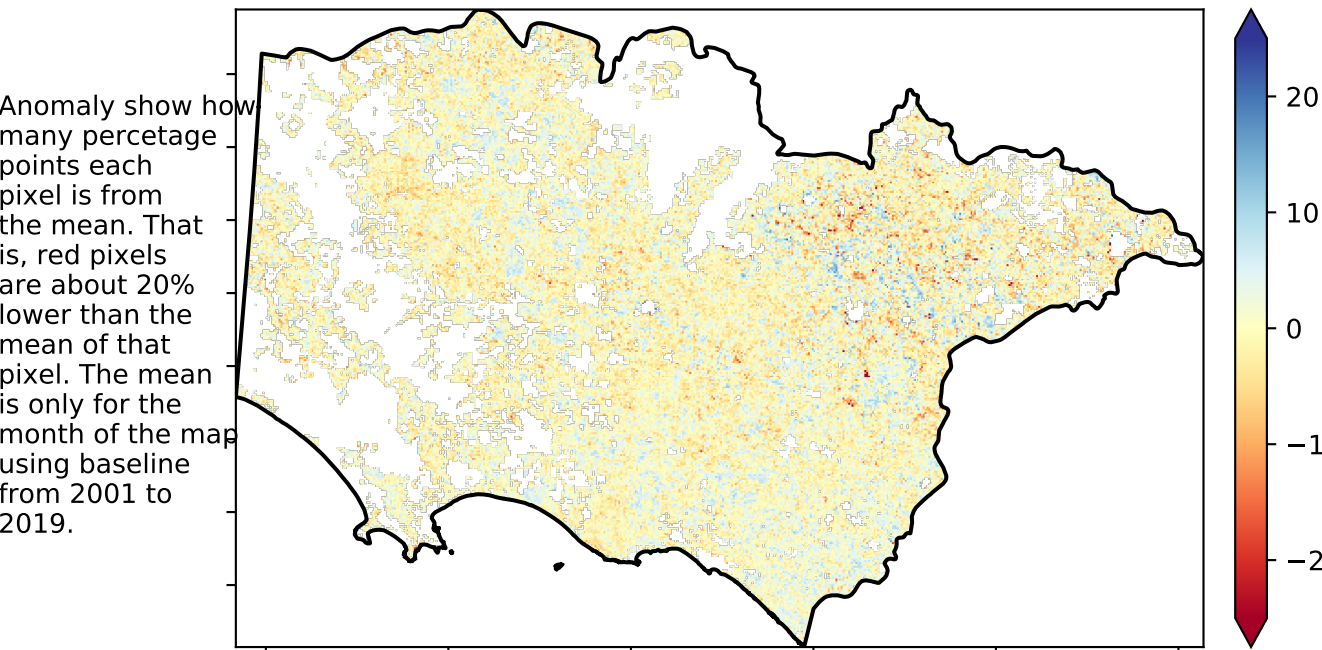 Anomaly show how
many percetage
points each
pixel is from
the mean. That
is, red pixels
are about 20%
lower than the
mean of that
pixel. The mean
is only for the
month of the map
using baseline
from 2001 to
2019.
20
10
0
−1
−2